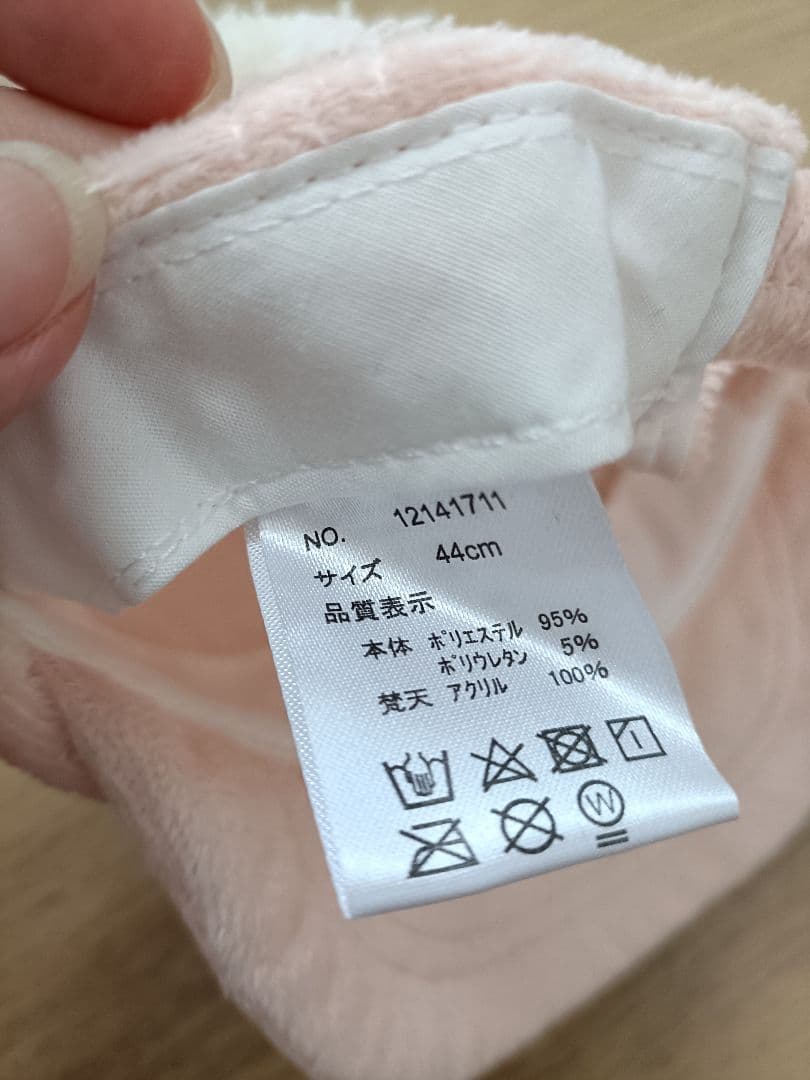 NO. 12141711
サイズ 44cm
品質表示
本体 ポリエステル 95%
ポリウレタン 5%
梵天 アクリル 100%
W